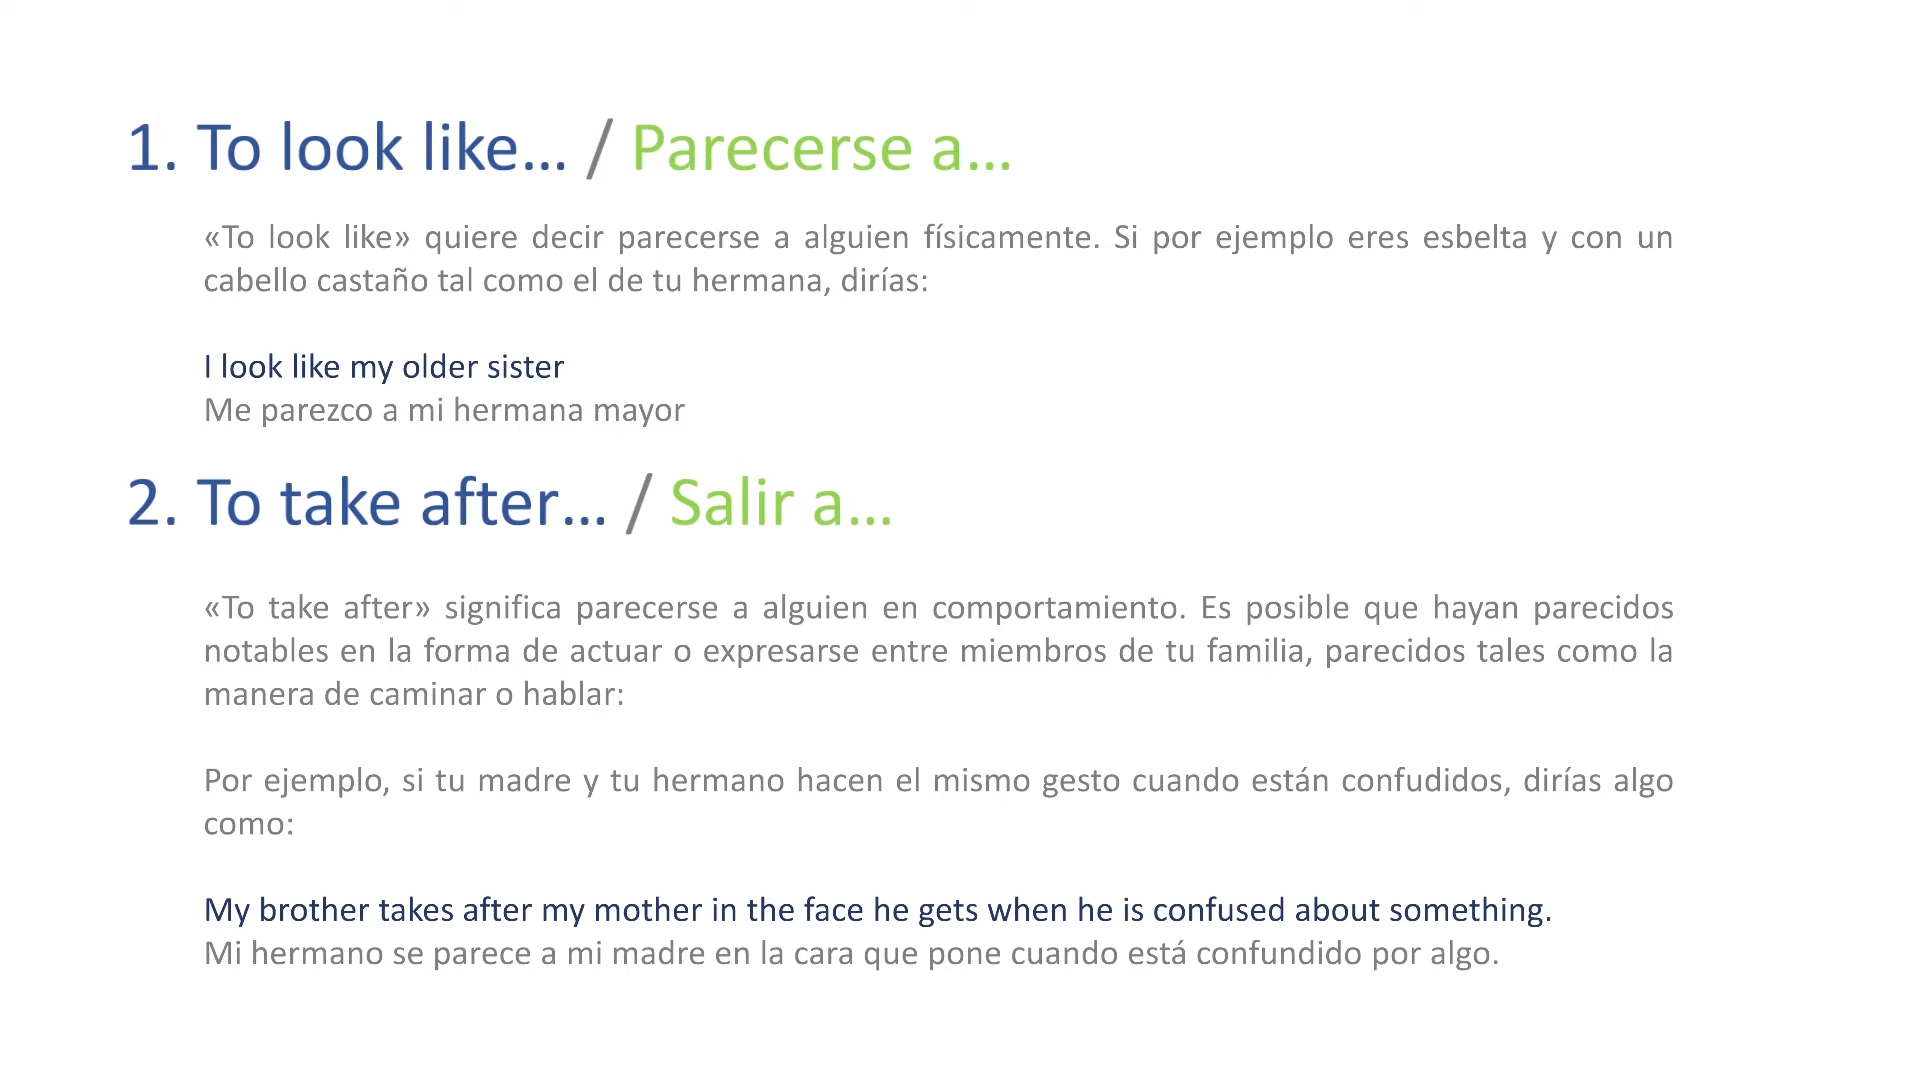 1. To look like... / Parecerse a...
«To look like» quiere decir parecerse a alguien físicamente. Si por ejemplo eres esbelta y con un
cabello castaño tal como el de tu hermana, dirías:
I look like my older sister
Me parezco a mi hermana mayor
2. To take after... / Salir a...
«To take after» significa parecerse a alguien en comportamiento. Es posible que hayan parecidos
notables en la forma de actuar o expresarse entre miembros de tu familia, parecidos tales como la
manera de caminar o hablar:
Por ejemplo, si tu madre y tu hermano hacen el mismo gesto cuando están confudidos, dirías algo
como:
My brother takes after my mother in the face he gets when he is confused about something.
Mi hermano se parece a mi madre en la cara que pone cuando está confundido por algo.